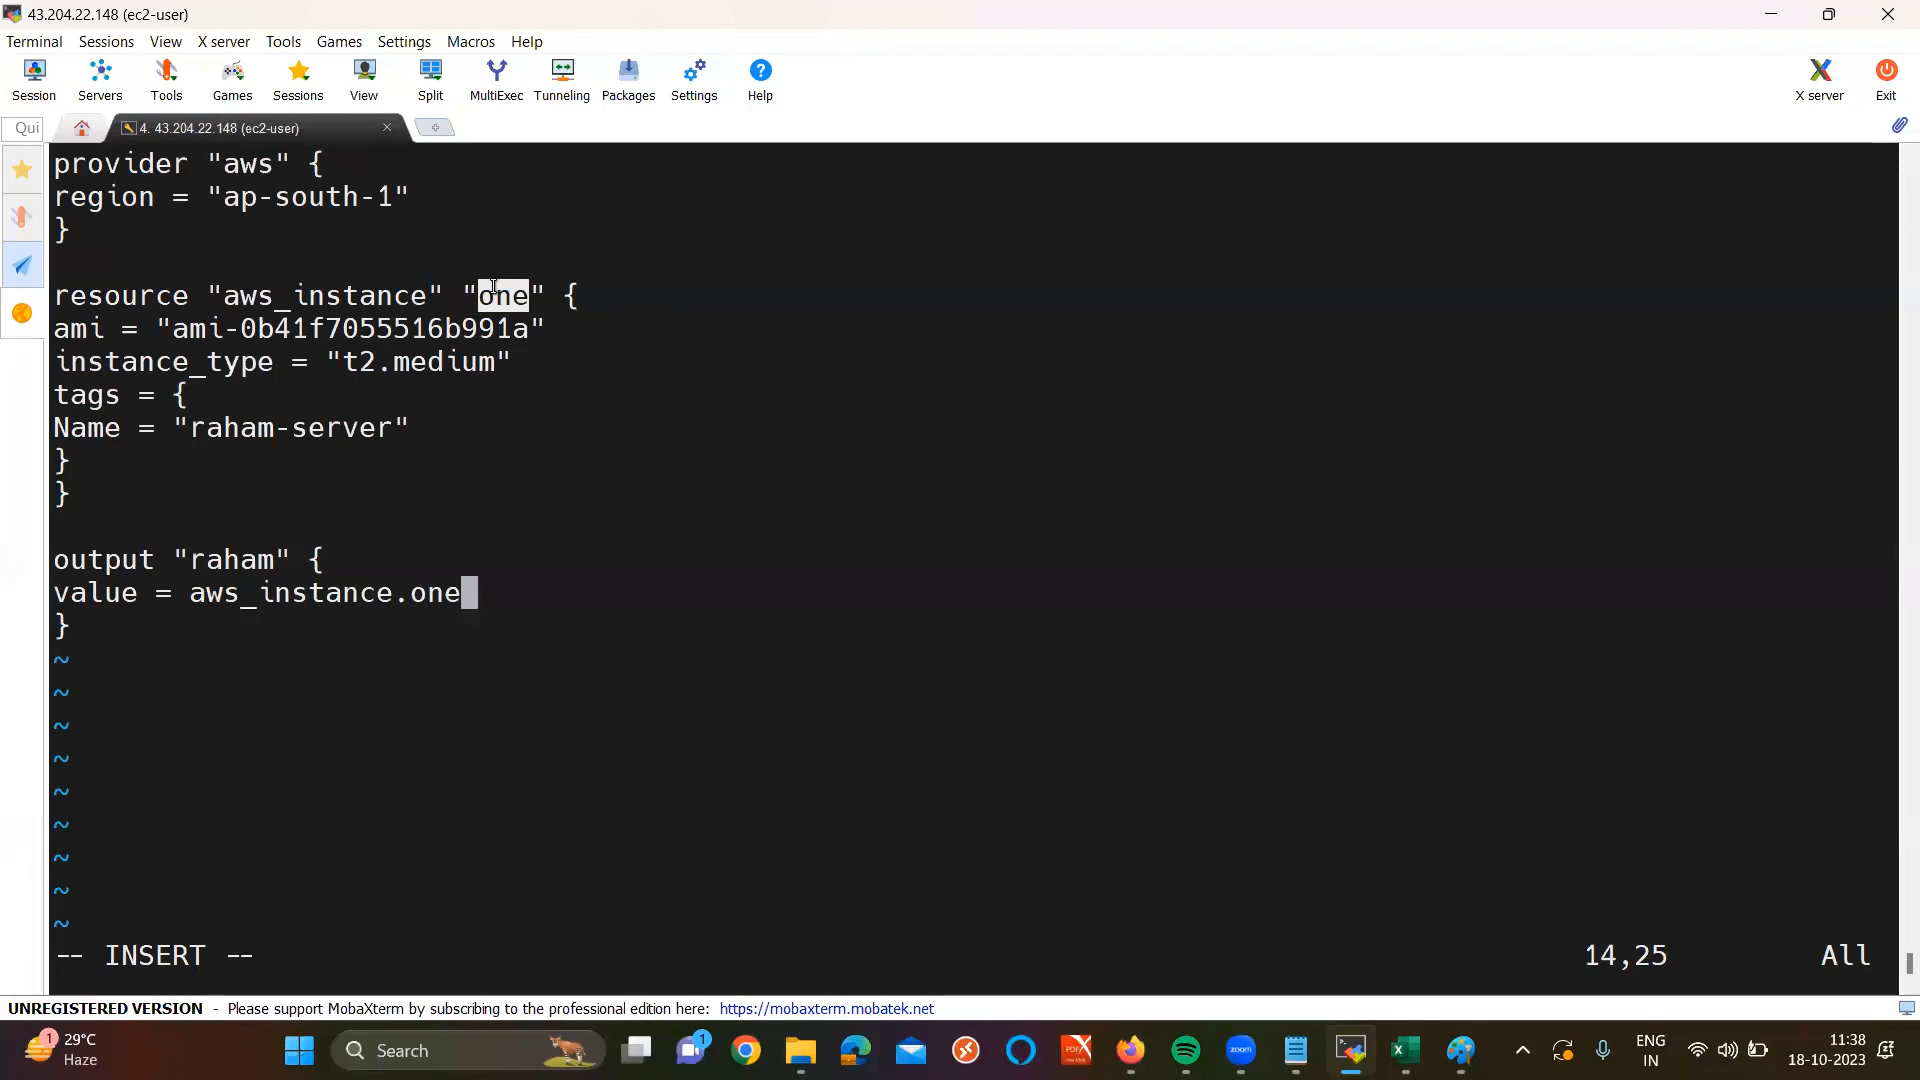 43.204.22.148 (ec2-user)
Terminal Sessions View X server Tools Games Settings Macros Help
Session Servers Tools Games Sessions View Split MultiExec Tunneling Packages Settings Help X server Exit
Qui 4. 43.204.22.148 (ec2-user)
provider "aws" {
region = "ap-south-1"
}
resource "aws_instance" "one" {
ami = "ami-0b41f7055516b991a"
instance_type = "t2.medium"
tags = {
Name = "raham-server"
}
}
output "raham" {
value = aws_instance.one
}
~
~
~
~
~
~
~
~
~
-- INSERT -- 14,25 All
UNREGISTERED VERSION - Please support MobaXterm by subscribing to the professional edition here: https://mobaxterm.mobatek.net
1 29°C Search 1 zoom ENG 11:38
Haze IN 18-10-2023